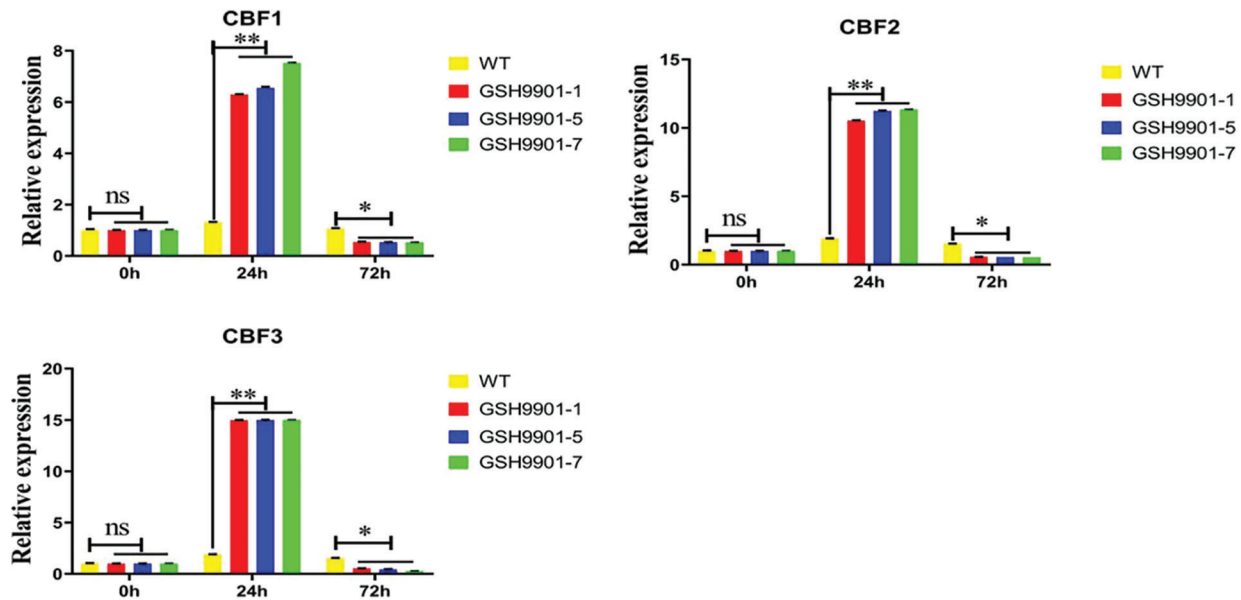 CBF1
Relative expression
8
6
4
2
0
ns
**
*
0h
24h
72h
WT
GSH9901-1
GSH9901-5
GSH9901-7
CBF2
Relative expression
15
10
5
0
ns
**
*
0h
24h
72h
WT
GSH9901-1
GSH9901-5
GSH9901-7
CBF3
Relative expression
20
15
10
5
0
ns
**
*
0h
24h
72h
WT
GSH9901-1
GSH9901-5
GSH9901-7